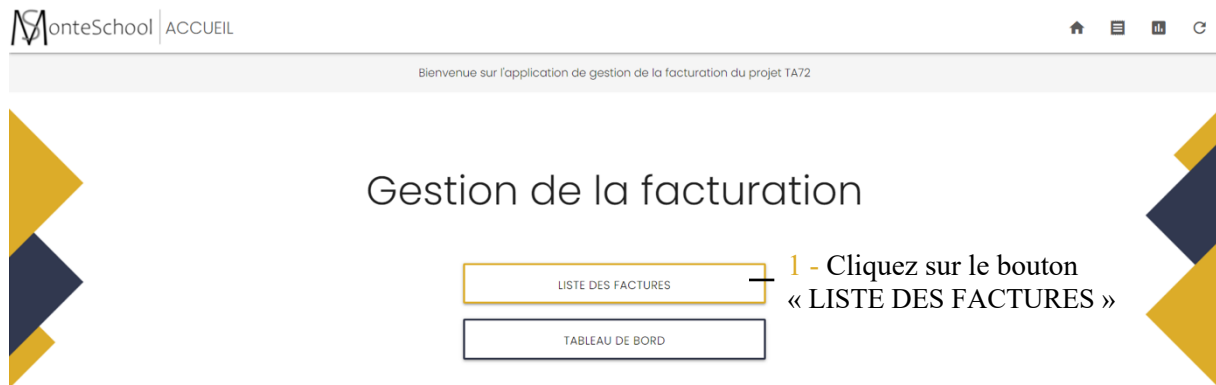 MonteSchool ACCUEIL
Bienvenue sur l'application de gestion de la facturation du projet TA72
Gestion de la facturation
LISTE DES FACTURES
1 - Cliquez sur le bouton
« LISTE DES FACTURES »
TABLEAU DE BORD